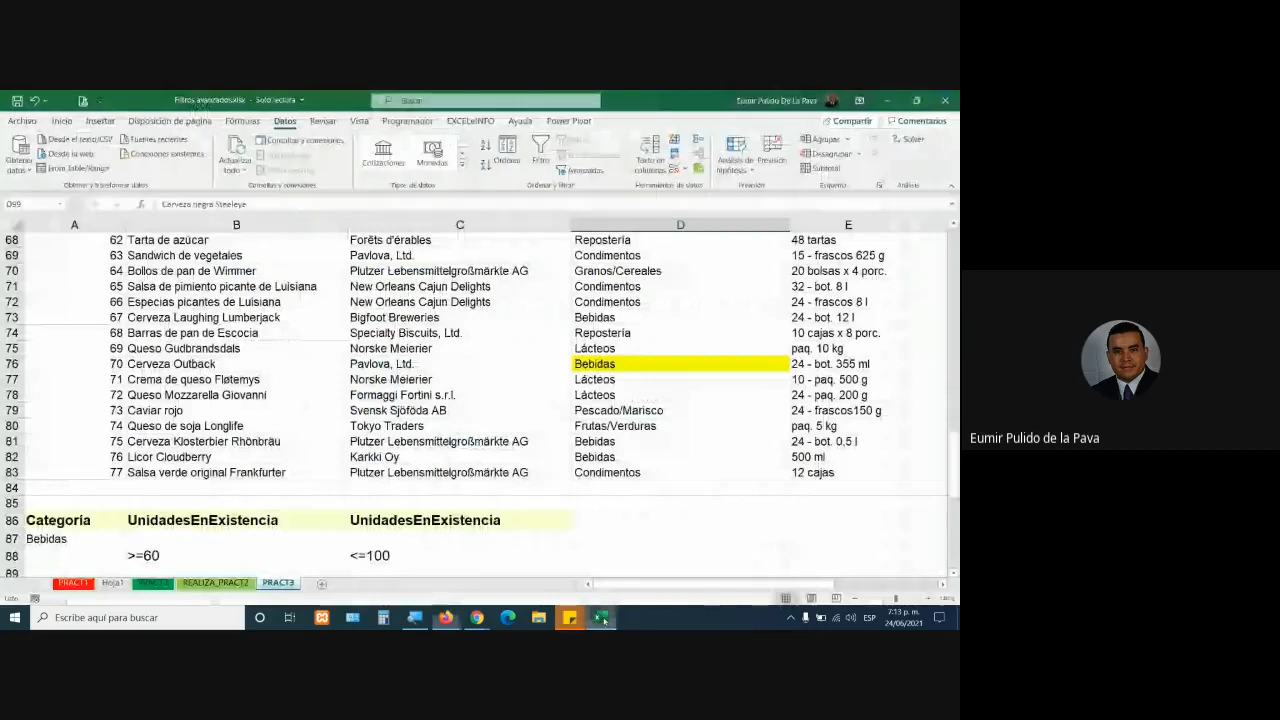 Filtros avanzados.xlsx - Solo lectura
Buscar
Eumir Pulido De La Pava
Archivo Inicio Insertar Disposición de página Fórmulas Datos Revisar Vista Programador EXCELeINFO Ayuda Power Pivot
Compartir Comentarios
Obtener datos
Desde el texto/CSV
Desde la web
From Table/Range
Fuentes recientes
Conexiones existentes
Obtener y transformar datos
Actualizar todo
Consultas y conexiones
Consultas y conexiones
Cotizaciones
Monedas
Tipos de datos
Ordenar
Filtro
Avanzadas
Ordenar y filtrar
Texto en columnas
Herramientas de datos
Análisis de hipótesis
Previsión
Previsión
Agrupar
Desagrupar
Subtotal
Esquema
Solver
Análisis
D99
Cerveza negra Steeleye
A B C D E
68 62 Tarta de azúcar Forêts d'érables Repostería 48 tartas
69 63 Sandwich de vegetales Pavlova, Ltd. Condimentos 15 - frascos 625 g
70 64 Bollos de pan de Wimmer Plutzer Lebensmittelgroßmärkte AG Granos/Cereales 20 bolsas x 4 porc.
71 65 Salsa de pimiento picante de Luisiana New Orleans Cajun Delights Condimentos 32 - bot. 8 l
72 66 Especias picantes de Luisiana New Orleans Cajun Delights Condimentos 24 - frascos 8 l
73 67 Cerveza Laughing Lumberjack Bigfoot Breweries Bebidas 24 - bot. 12 l
74 68 Barras de pan de Escocia Specialty Biscuits, Ltd. Repostería 10 cajas x 8 porc.
75 69 Queso Gudbrandsdals Norske Meierier Lácteos paq. 10 kg
76 70 Cerveza Outback Pavlova, Ltd. Bebidas 24 - bot. 355 ml
77 71 Crema de queso Fløtemys Norske Meierier Lácteos 10 - paq. 500 g
78 72 Queso Mozzarella Giovanni Formaggi Fortini s.r.l. Lácteos 24 - paq. 200 g
79 73 Caviar rojo Svensk Sjöföda AB Pescado/Marisco 24 - frascos150 g
80 74 Queso de soja Longlife Tokyo Traders Frutas/Verduras paq. 5 kg
81 75 Cerveza Klosterbier Rhönbräu Plutzer Lebensmittelgroßmärkte AG Bebidas 24 - bot. 0,5 l
82 76 Licor Cloudberry Karkki Oy Bebidas 500 ml
83 77 Salsa verde original Frankfurter Plutzer Lebensmittelgroßmärkte AG Condimentos 12 cajas
84
85
86 Categoría UnidadesEnExistencia UnidadesEnExistencia
87 Bebidas
88 >=60 <=100
89
PRACT1 Hoja1 REALIZA_PRACT2 PRACT3
Escribe aquí para buscar
ESP
7:13 p. m.
24/06/2021
Eumir Pulido de la Pava